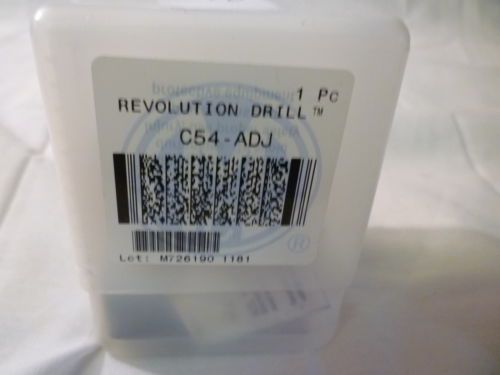 1 Pc
REVOLUTION DRILL™
C54-ADJ
®
Lot: M726190 1181